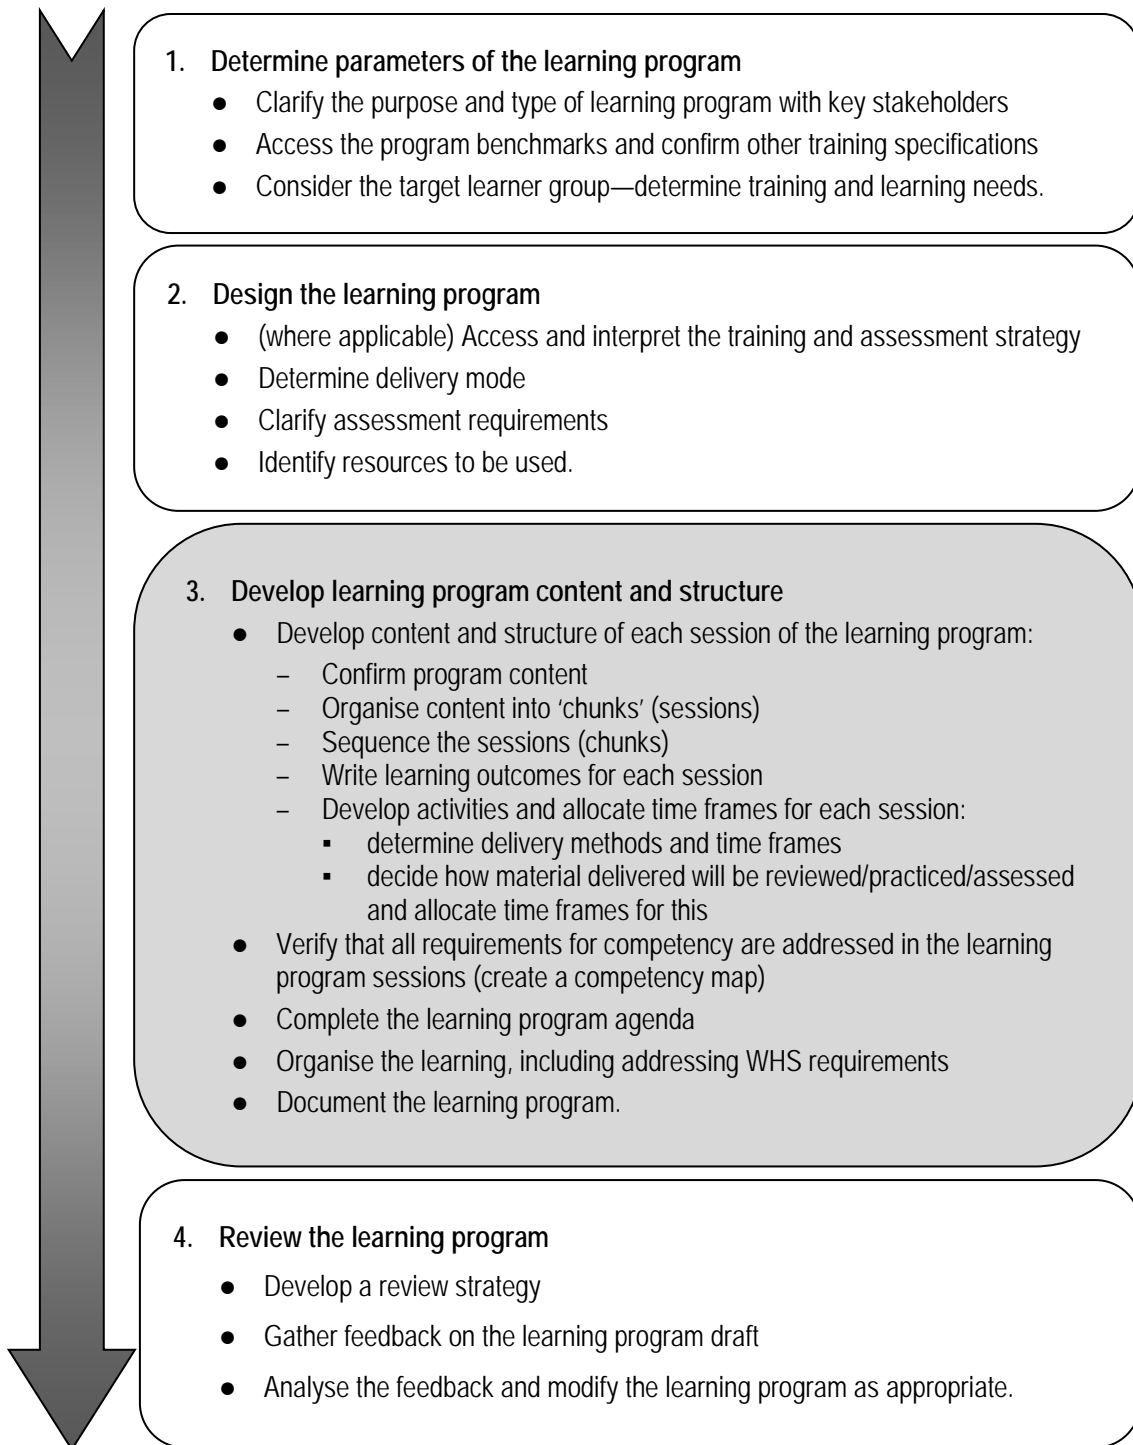 1. Determine parameters of the learning program
● Clarify the purpose and type of learning program with key stakeholders
● Access the program benchmarks and confirm other training specifications
● Consider the target learner group—determine training and learning needs.
2. Design the learning program
● (where applicable) Access and interpret the training and assessment strategy
● Determine delivery mode
● Clarify assessment requirements
● Identify resources to be used.
3. Develop learning program content and structure
● Develop content and structure of each session of the learning program:
– Confirm program content
– Organise content into ‘chunks’ (sessions)
– Sequence the sessions (chunks)
– Write learning outcomes for each session
– Develop activities and allocate time frames for each session:
▪ determine delivery methods and time frames
▪ decide how material delivered will be reviewed/practiced/assessed
and allocate time frames for this
● Verify that all requirements for competency are addressed in the learning
program sessions (create a competency map)
● Complete the learning program agenda
● Organise the learning, including addressing WHS requirements
● Document the learning program.
4. Review the learning program
● Develop a review strategy
● Gather feedback on the learning program draft
● Analyse the feedback and modify the learning program as appropriate.